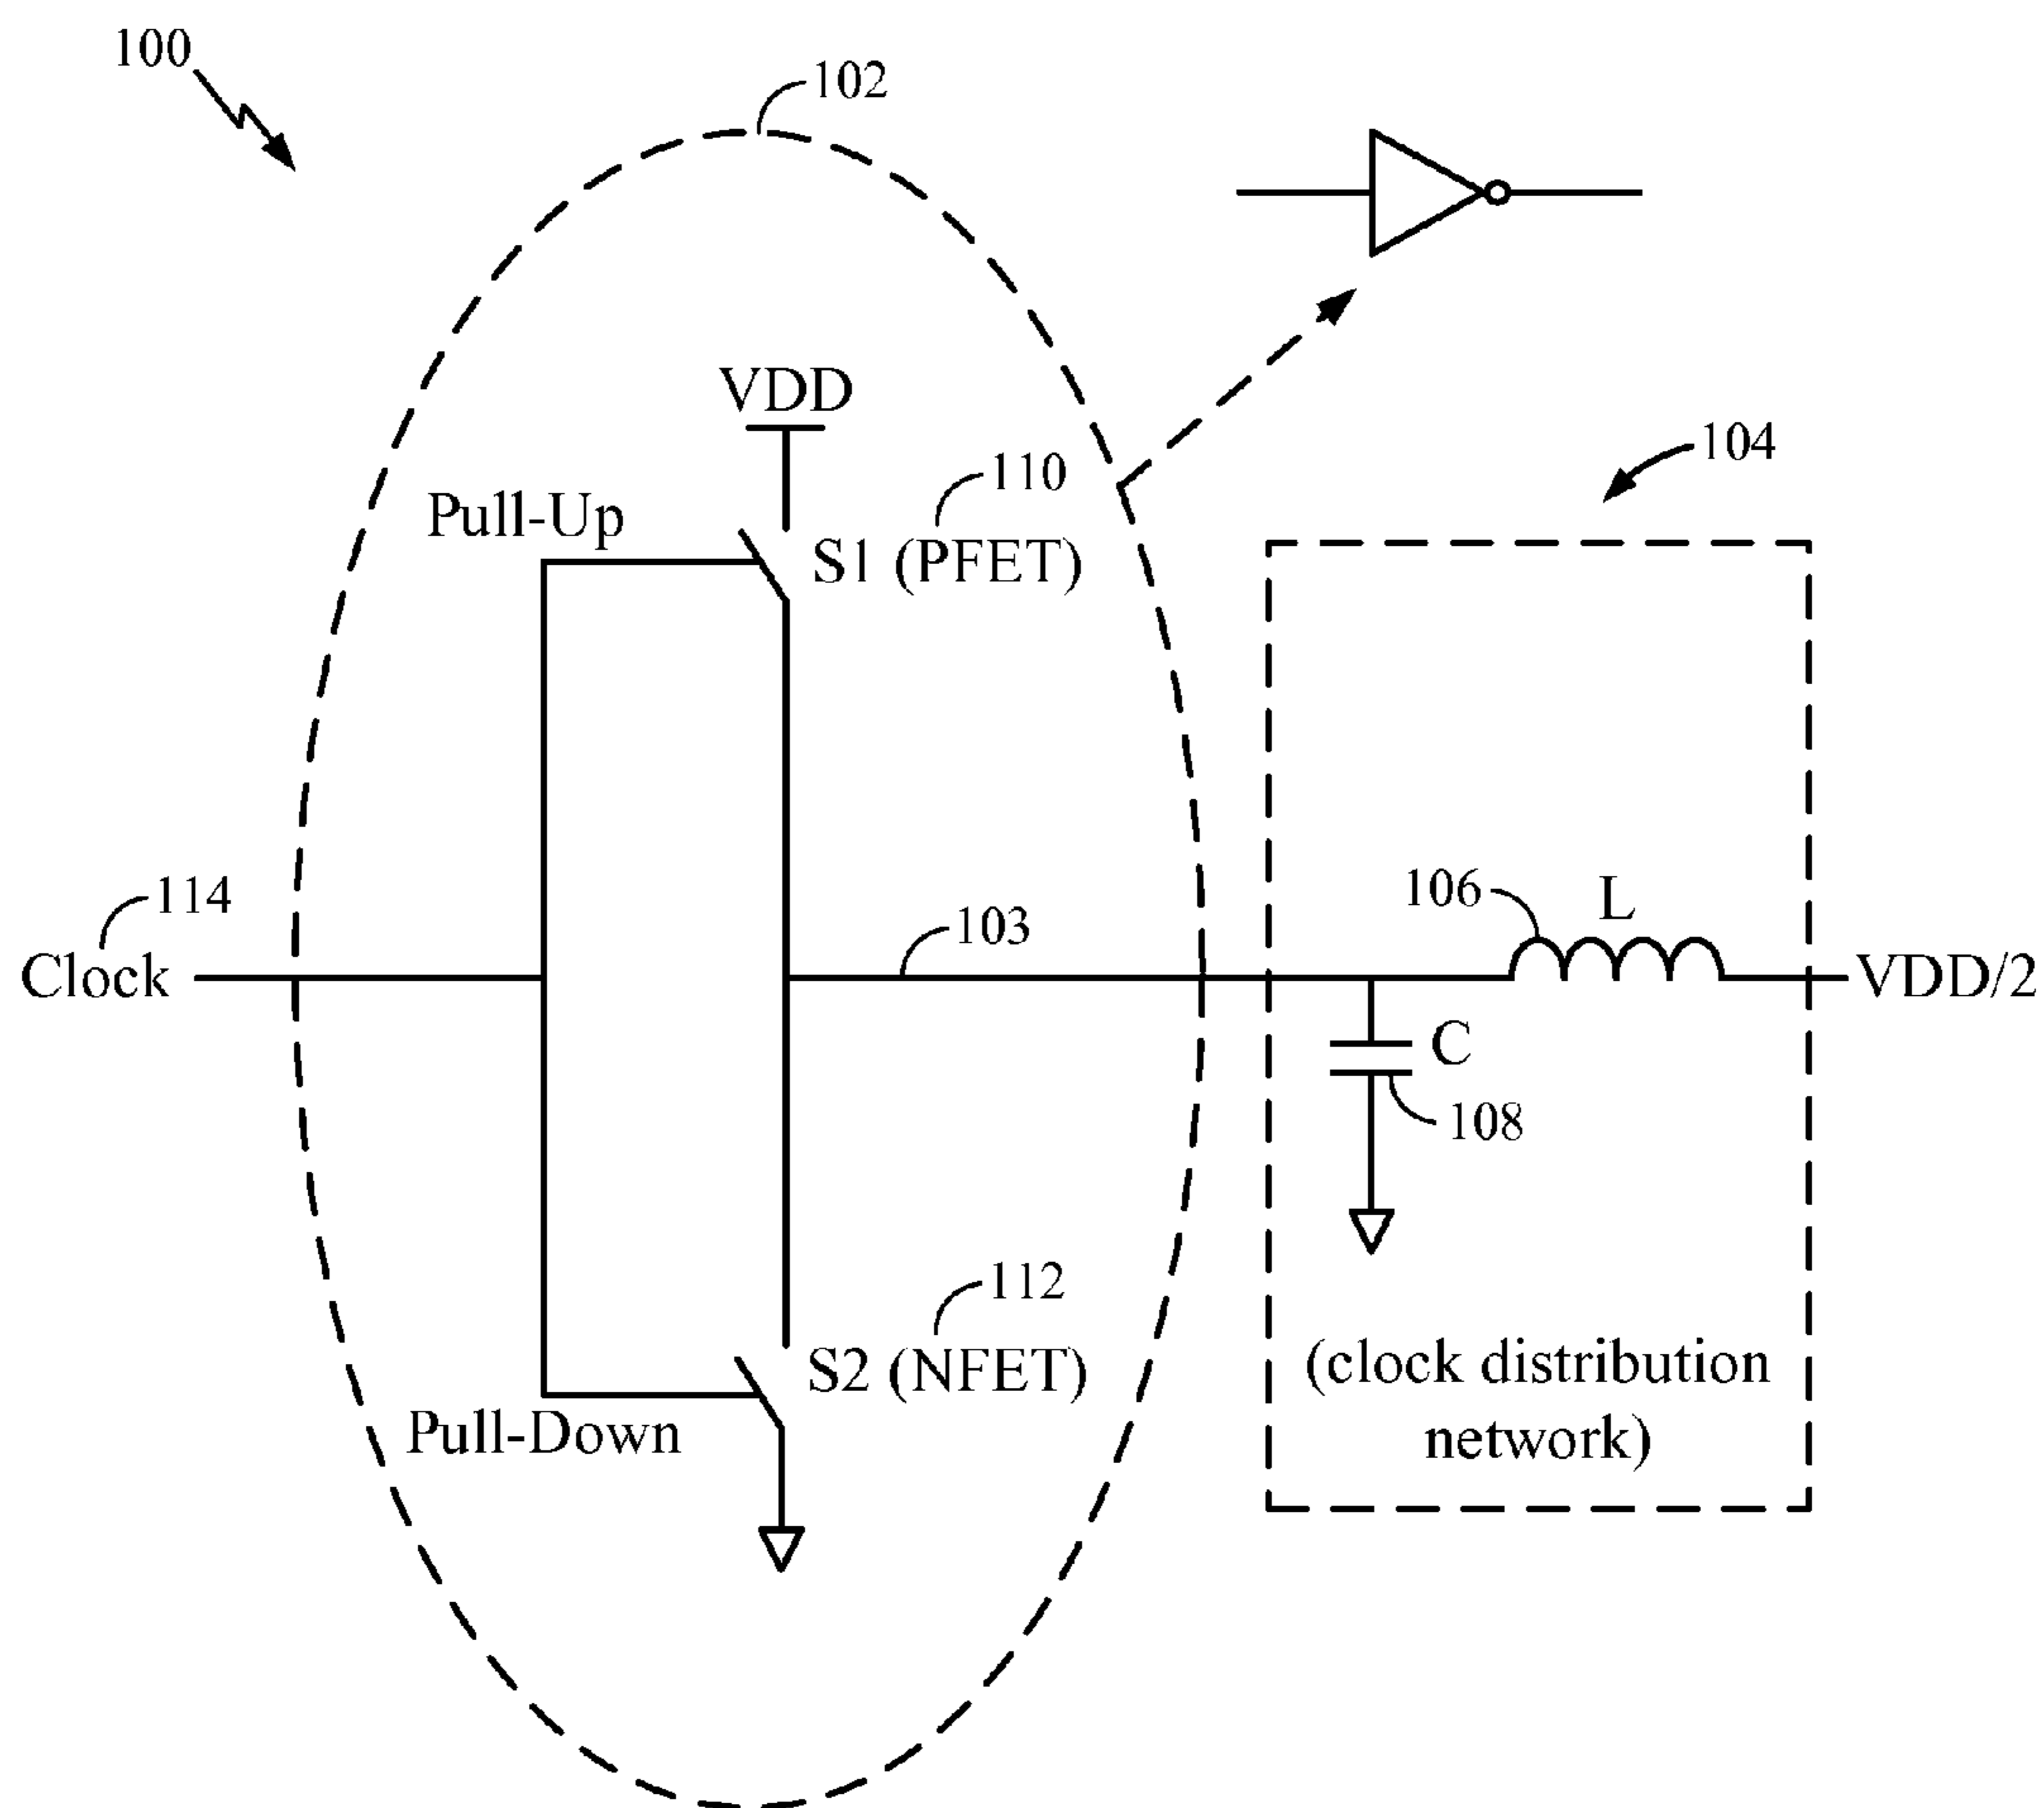 100
102
VDD
110
104
Pull-Up
S1 (PFET)
106
L
114
103
Clock
VDD/2
C
108
112
S2 (NFET)
(clock distribution
network)
Pull-Down